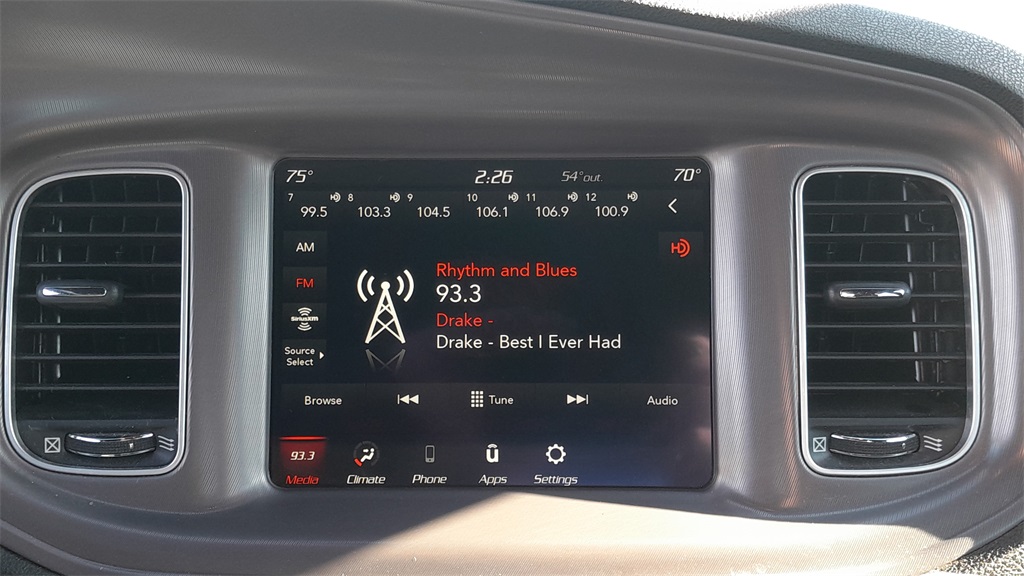 75° 2:26 54° out. 70°
7 99.5 8 103.3 9 104.5 10 106.1 11 106.9 12 100.9
AM
HD
Rhythm and Blues
FM
93.3
SiriusXM
Drake -
Drake - Best I Ever Had
Source
Select
Browse Tune Audio
93.3
Media Climate Phone Apps Settings